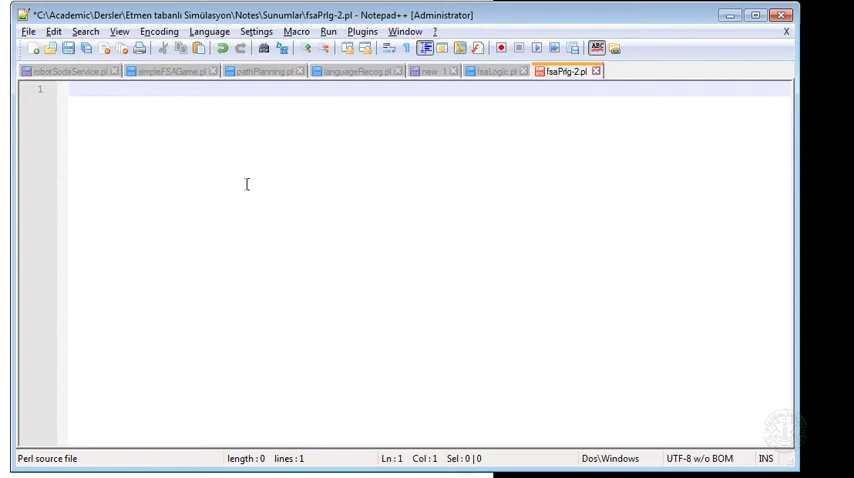 *C:\Academic\Dersler\Etmen tabanlı Simülasyon\Notes\Sunumlar\fsaPrlg-2.pl - Notepad++ [Administrator]
File Edit Search View Encoding Language Settings Macro Run Plugins Window ? X
robotSodaService.pl simpleFSAGame.pl pathPlanning.pl languageRecog.pl new 1 fsaLogic.pl fsaPrlg-2.pl
1
Perl source file length : 0 lines : 1 Ln : 1 Col : 1 Sel : 0 | 0 Dos\Windows UTF-8 w/o BOM INS